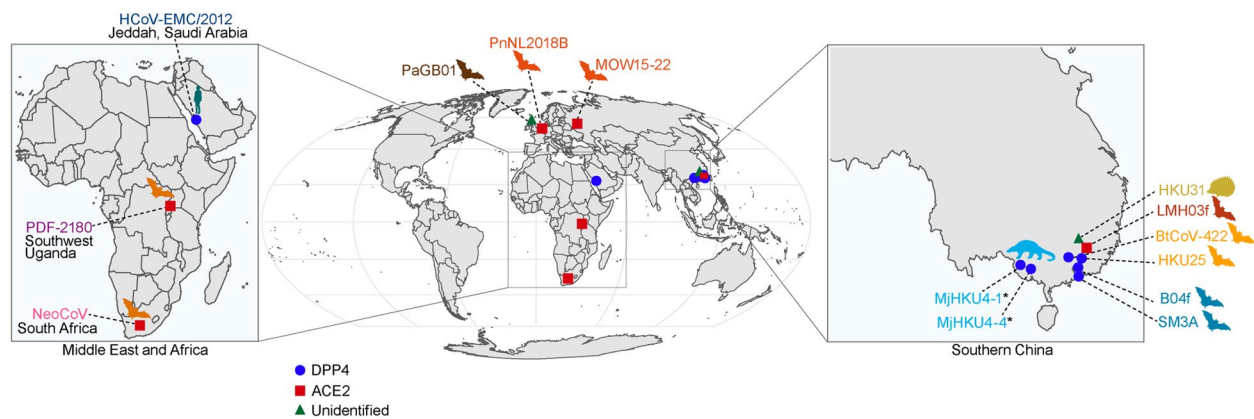 HCoV-EMC/2012
Jeddah, Saudi Arabia
PDF-2180
Southwest
Uganda
NeoCoV
South Africa
Middle East and Africa
PaGB01
PnNL2018B
MOW15-22
HKU31
LMH03f
BtCoV-422
HKU25
B04f
SM3A
MjHKU4-1*
MjHKU4-4*
Southern China
DPP4
ACE2
Unidentified